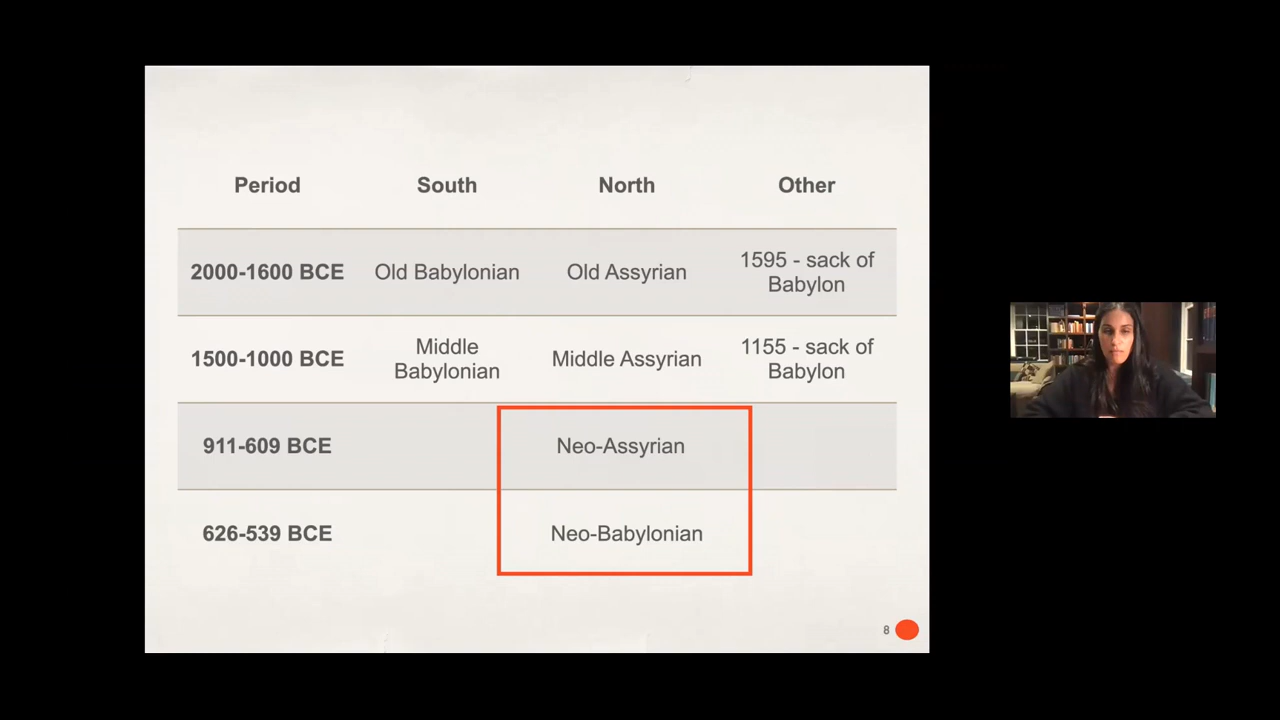 Period South North Other
2000-1600 BCE Old Babylonian Old Assyrian 1595 - sack of
Babylon
1500-1000 BCE Middle
Babylonian Middle Assyrian 1155 - sack of
Babylon
911-609 BCE Neo-Assyrian
626-539 BCE Neo-Babylonian
8